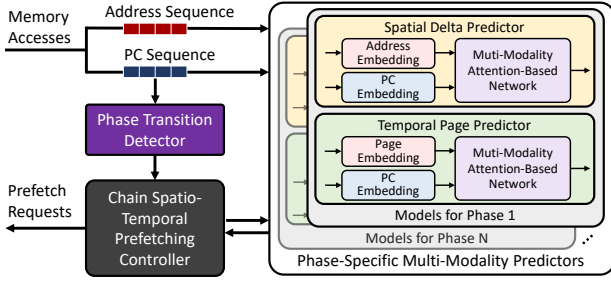 Memory
Accesses
Address Sequence
PC Sequence
Phase Transition
Detector
Prefetch
Requests
Chain Spatio-
Temporal
Prefetching
Controller
Spatial Delta Predictor
Address
Embedding
PC
Embedding
Muti-Modality
Attention-Based
Network
Temporal Page Predictor
Page
Embedding
PC
Embedding
Muti-Modality
Attention-Based
Network
Models for Phase 1
Models for Phase N
...
Phase-Specific Multi-Modality Predictors